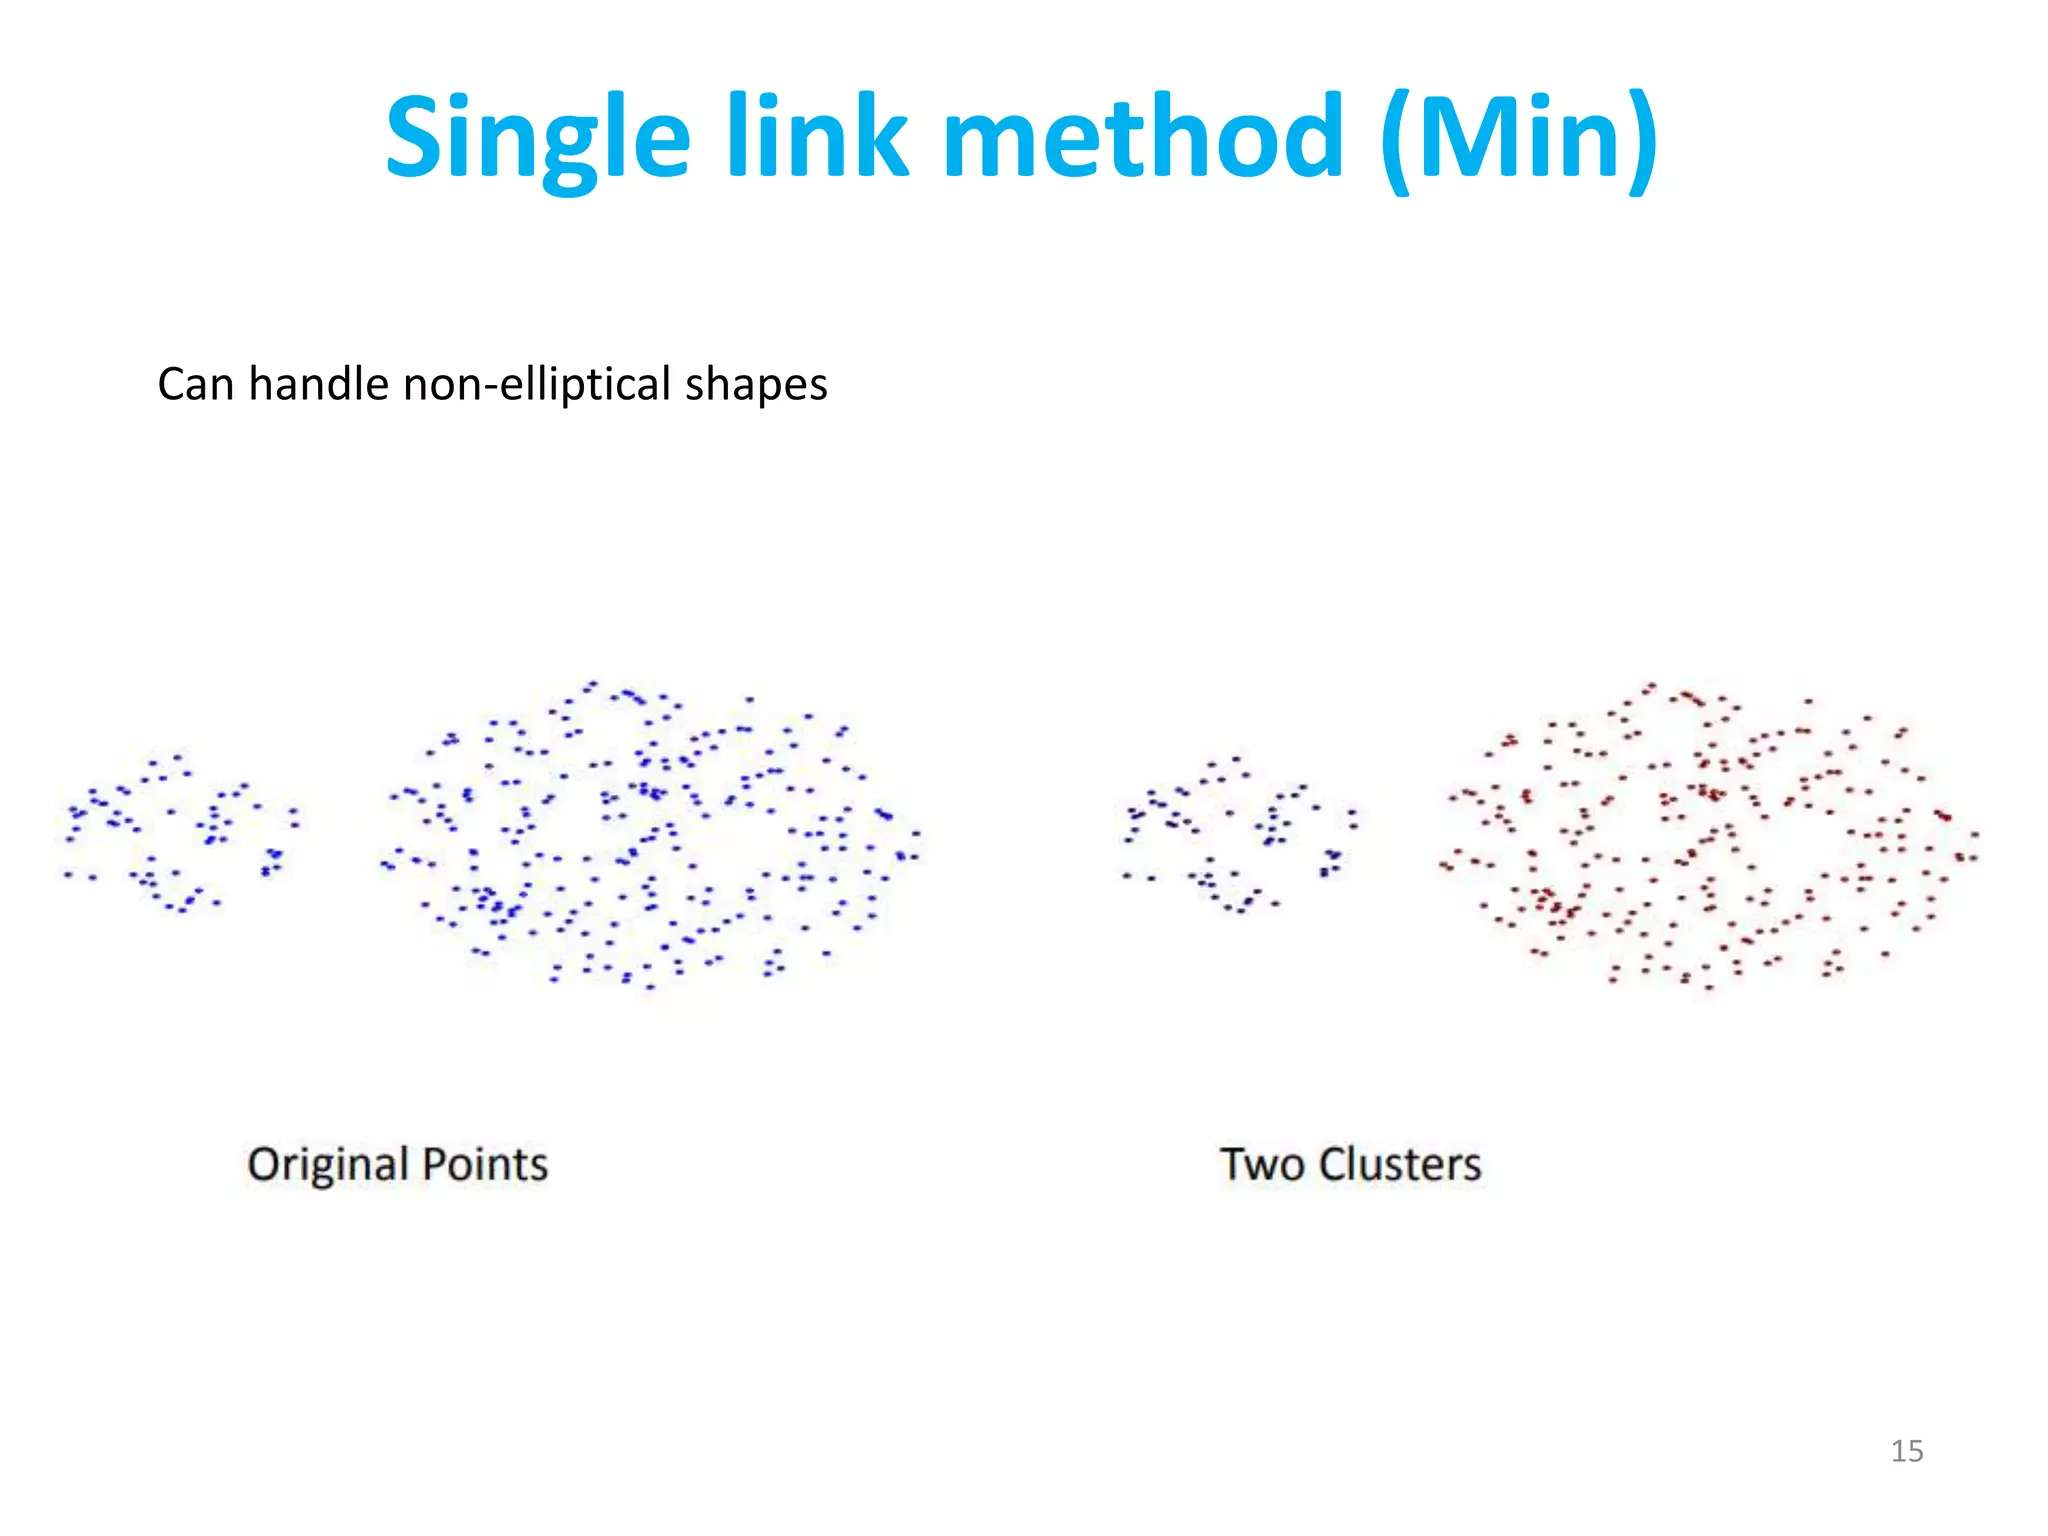 Single link method (Min)
Can handle non-elliptical shapes
Original Points
Two Clusters
15